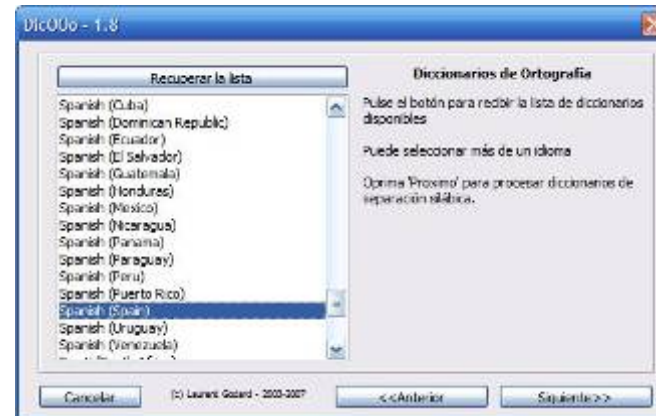 DicOOo - 1.8
Recuperar la lista
Spanish (Cuba)
Spanish (Dominican Republic)
Spanish (Ecuador)
Spanish (El Salvador)
Spanish (Guatemala)
Spanish (Honduras)
Spanish (Mexico)
Spanish (Nicaragua)
Spanish (Panama)
Spanish (Paraguay)
Spanish (Peru)
Spanish (Puerto Rico)
Spanish (Spain)
Spanish (Uruguay)
Spanish (Venezuela)
Diccionarios de Ortografía
Pulse el botón para recibir la lista de diccionarios
disponibles
Puede seleccionar más de un idioma
Oprima 'Proximo' para procesar diccionarios de
separación silábica.
Cancelar
(c) Laurent Godard - 2003-2007
<<Anterior
Siguiente>>